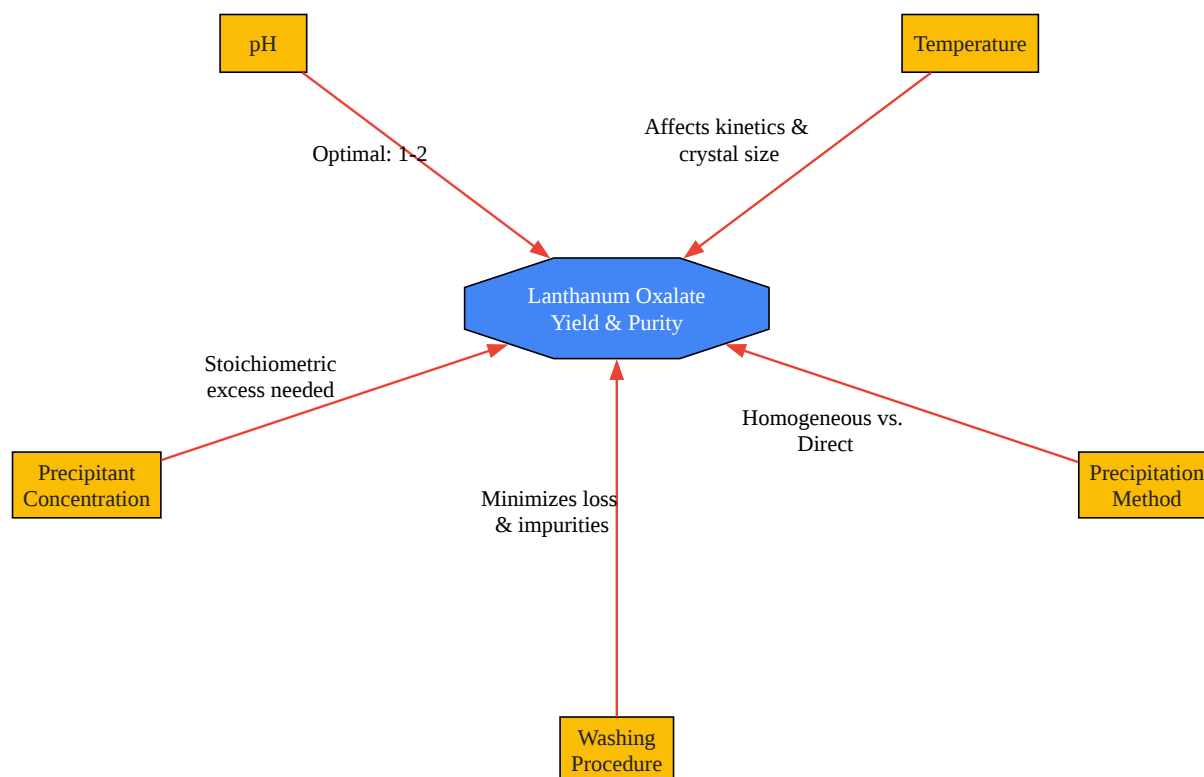 pH
Temperature
Affects kinetics &
crystal size
Optimal: 1-2
Lanthanum Oxalate
Yield & Purity
Stoichiometric
excess needed
Homogeneous vs.
Direct
Precipitant
Concentration
Precipitation
Method
Minimizes loss
& impurities
Washing
Procedure